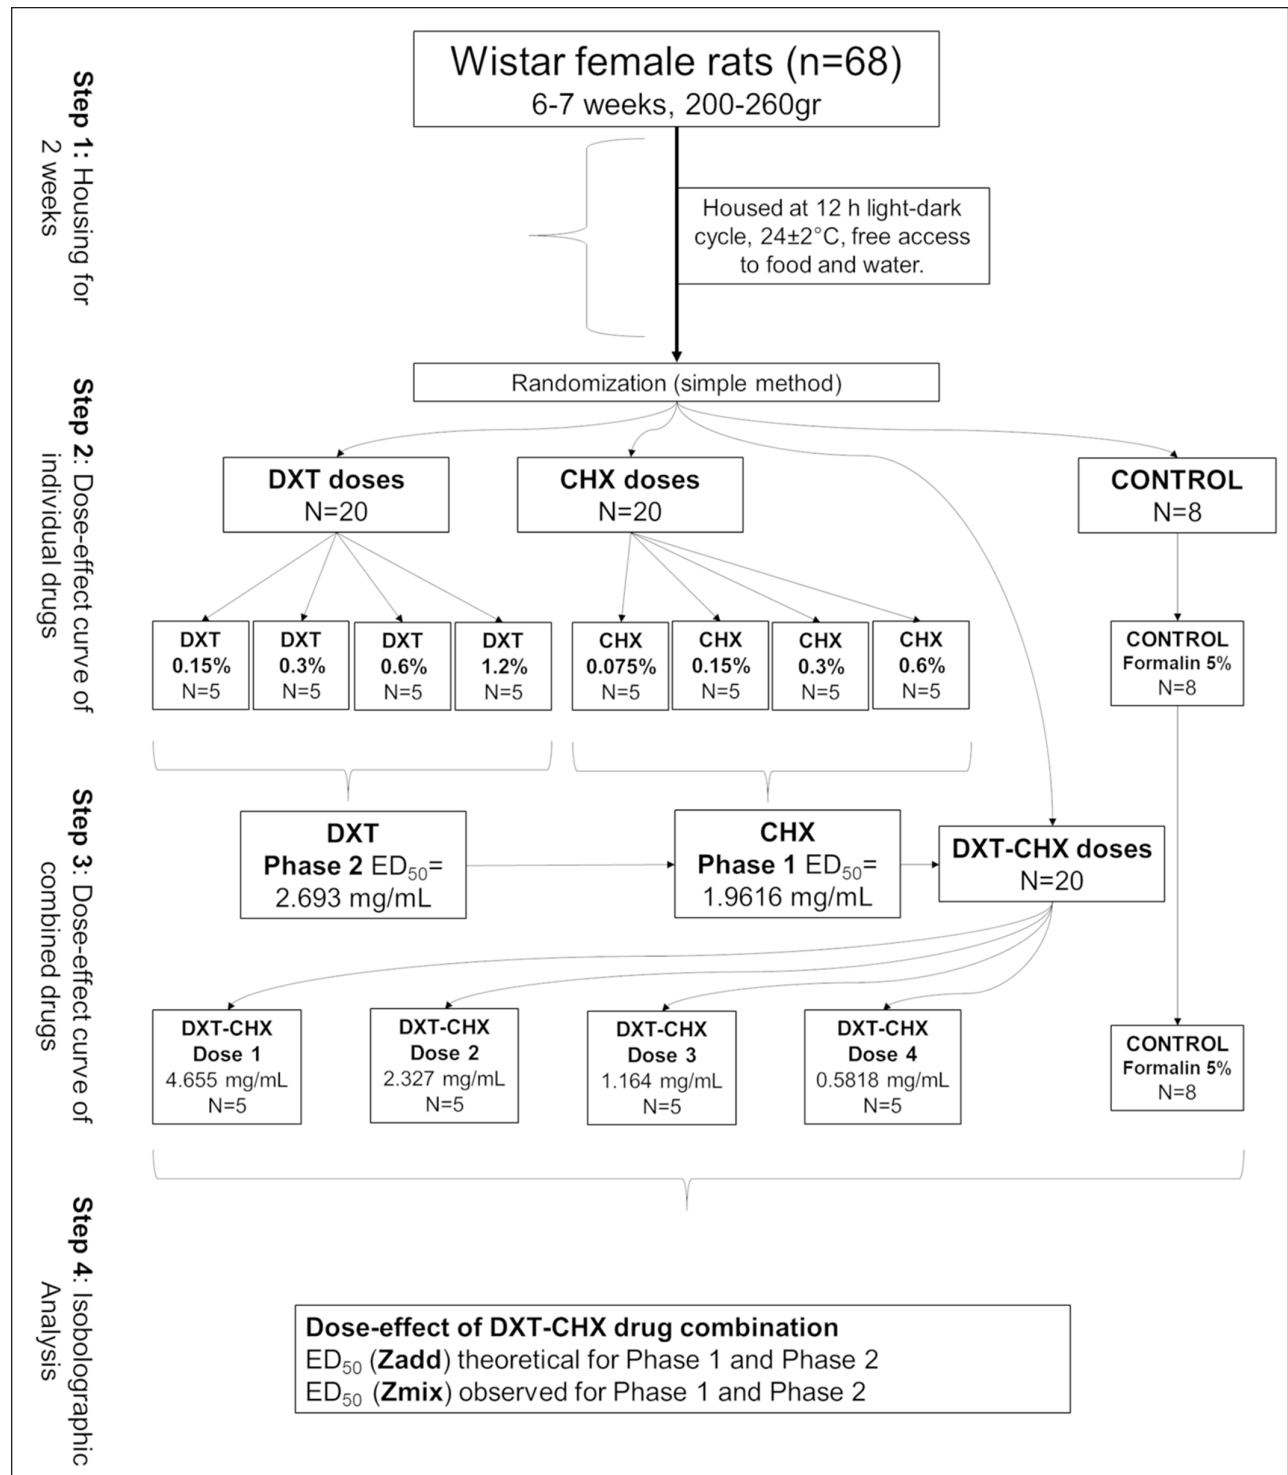 Wistar female rats (n=68)
6-7 weeks, 200-260gr
Step 1: Housing for
2 weeks
Housed at 12 h light-dark
cycle, 24±2°C, free access
to food and water.
Randomization (simple method)
Step 2: Dose-effect curve of
individual drugs
DXT doses
N=20
CHX doses
N=20
CONTROL
N=8
DXT
0.15%
N=5
DXT
0.3%
N=5
DXT
0.6%
N=5
DXT
1.2%
N=5
CHX
0.075%
N=5
CHX
0.15%
N=5
CHX
0.3%
N=5
CHX
0.6%
N=5
CONTROL
Formalin 5%
N=8
Step 3: Dose-effect curve of
combined drugs
DXT
Phase 2 ED50=
2.693 mg/mL
CHX
Phase 1 ED50=
1.9616 mg/mL
DXT-CHX doses
N=20
DXT-CHX
Dose 1
4.655 mg/mL
N=5
DXT-CHX
Dose 2
2.327 mg/mL
N=5
DXT-CHX
Dose 3
1.164 mg/mL
N=5
DXT-CHX
Dose 4
0.5818 mg/mL
N=5
CONTROL
Formalin 5%
N=8
Step 4: Isobolographic
Analysis
Dose-effect of DXT-CHX drug combination
ED50 (Zadd) theoretical for Phase 1 and Phase 2
ED50 (Zmix) observed for Phase 1 and Phase 2